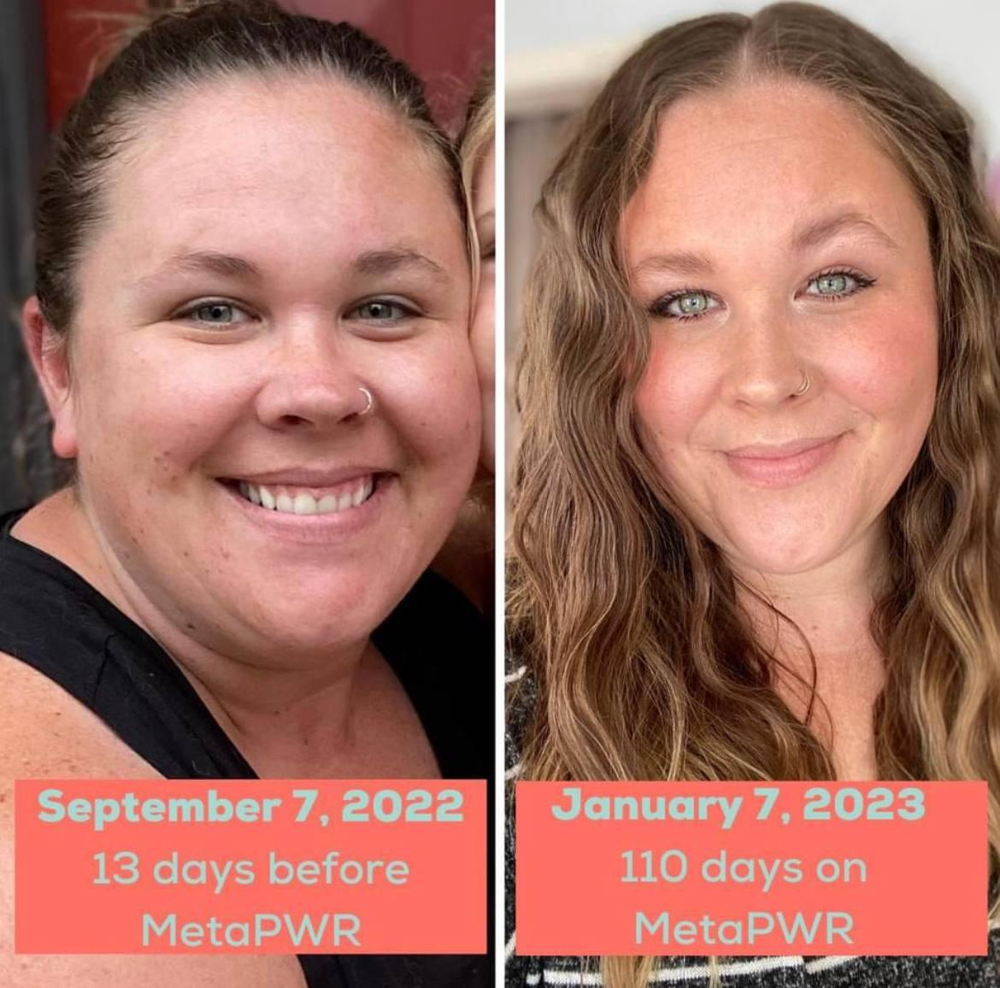 September 7, 2022
13 days before
MetaPWR
January 7, 2023
110 days on
MetaPWR